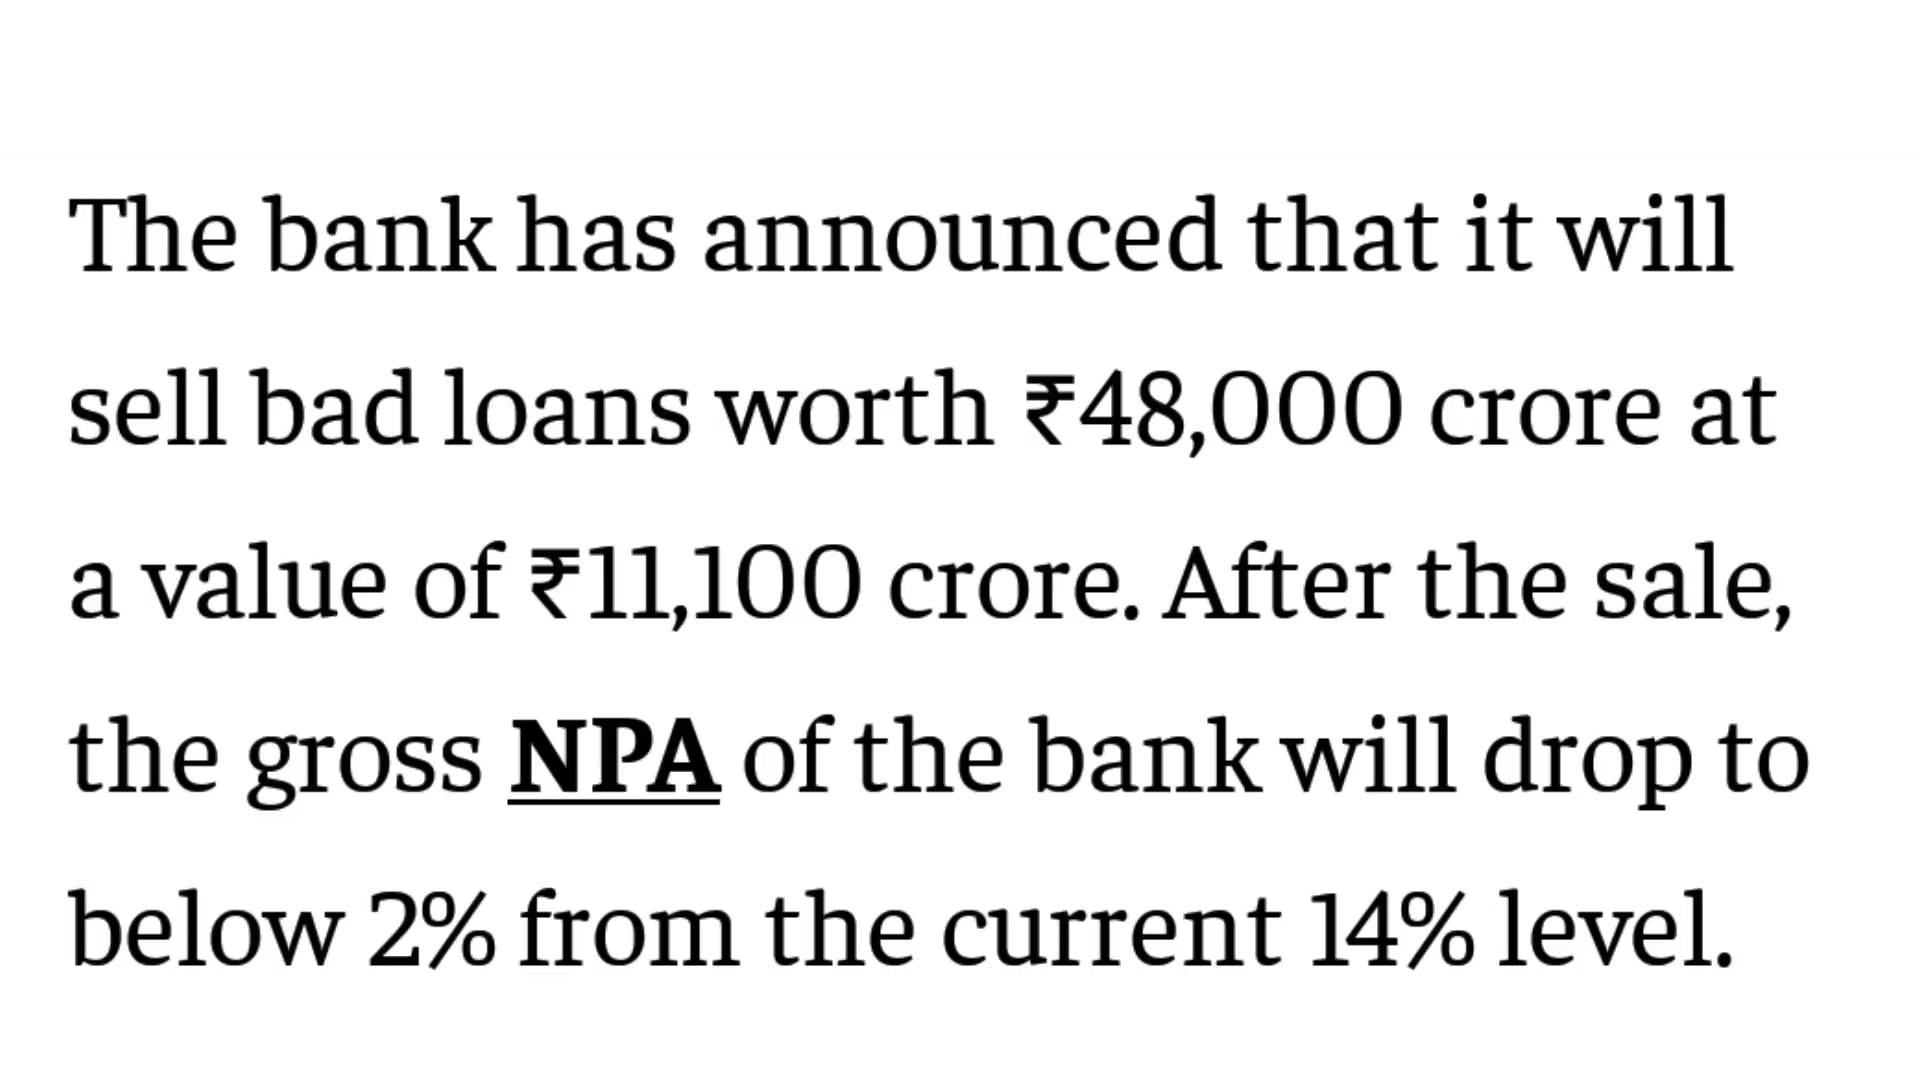 The bank has announced that it will
sell bad loans worth ₹48,000 crore at
a value of ₹11,100 crore. After the sale,
the gross NPA of the bank will drop to
below 2% from the current 14% level.